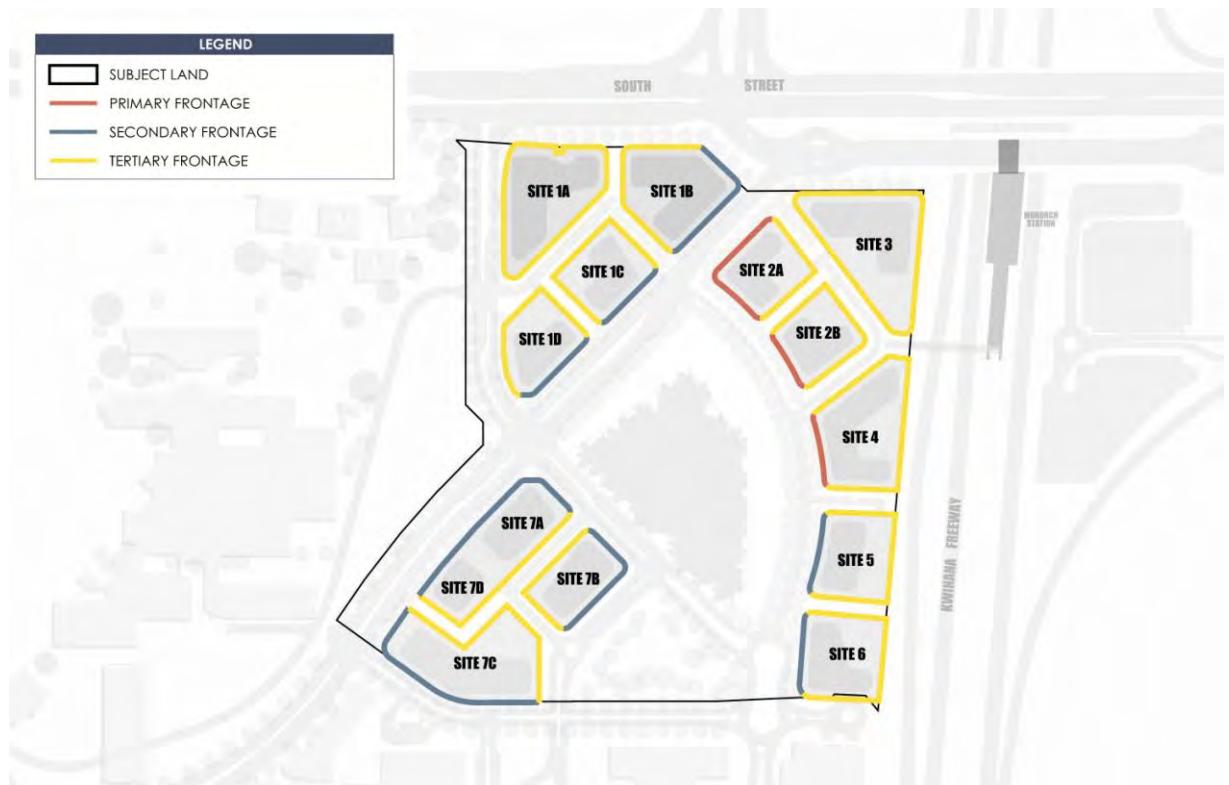 LEGEND
SUBJECT LAND
PRIMARY FRONTAGE
SECONDARY FRONTAGE
TERTIARY FRONTAGE
SOUTH STREET
SITE 1A
SITE 1B
SITE 3
MURDOCH
STATION
SITE 1C
SITE 2A
SITE 1D
SITE 2B
SITE 4
KWINANA FREEWAY
SITE 7A
SITE 5
SITE 7D
SITE 7B
SITE 7C
SITE 6